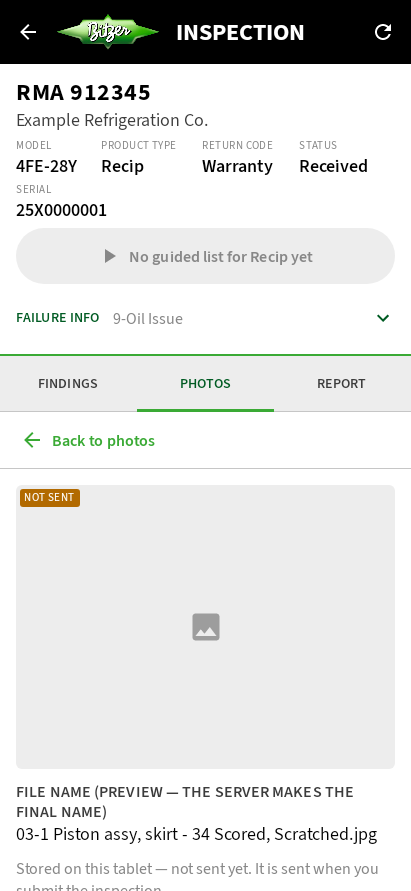 Bitzer INSPECTION
RMA 912345
Example Refrigeration Co.
MODEL PRODUCT TYPE RETURN CODE STATUS
4FE-28Y Recip Warranty Received
SERIAL
25X0000001
No guided list for Recip yet
FAILURE INFO 9-Oil Issue
FINDINGS PHOTOS REPORT
Back to photos
NOT SENT
FILE NAME (PREVIEW — THE SERVER MAKES THE
FINAL NAME)
03-1 Piston assy, skirt - 34 Scored, Scratched.jpg
Stored on this tablet — not sent yet. It is sent when you
submit the inspection.